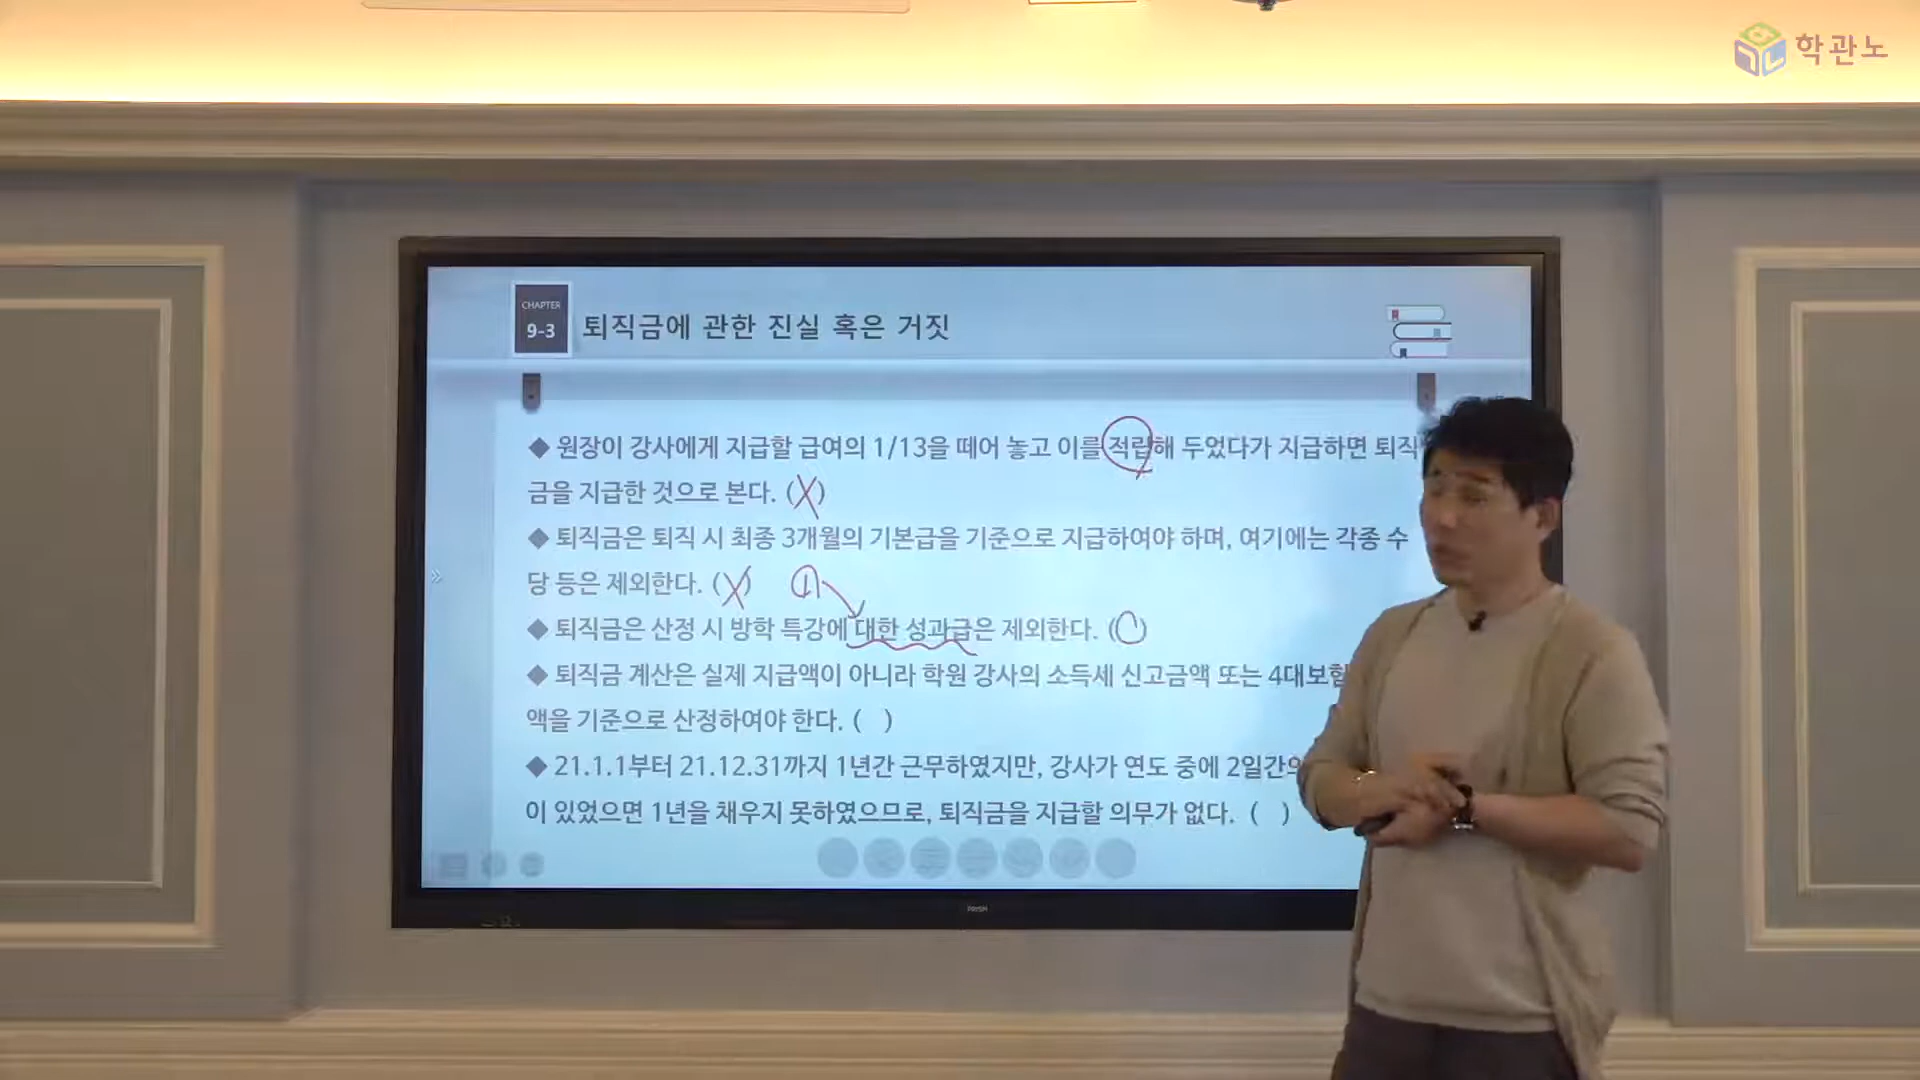 학관노
CHAPTER
9-3
퇴직금에 관한 진실 혹은 거짓
◆ 원장이 강사에게 지급할 급여의 1/13을 떼어 놓고 이를 적립해 두었다가 지급하면 퇴직
금을 지급한 것으로 본다. (X)
◆ 퇴직금은 퇴직 시 최종 3개월의 기본급을 기준으로 지급하여야 하며, 여기에는 각종 수
당 등은 제외한다. (X)
◆ 퇴직금은 산정 시 방학 특강에 대한 성과급은 제외한다. (O)
◆ 퇴직금 계산은 실제 지급액이 아니라 학원 강사의 소득세 신고금액 또는 4대보험
액을 기준으로 산정하여야 한다. ( )
◆ 21.1.1부터 21.12.31까지 1년간 근무하였지만, 강사가 연도 중에 2일간의
이 있었으면 1년을 채우지 못하였으므로, 퇴직금을 지급할 의무가 없다. ( )
PRISM